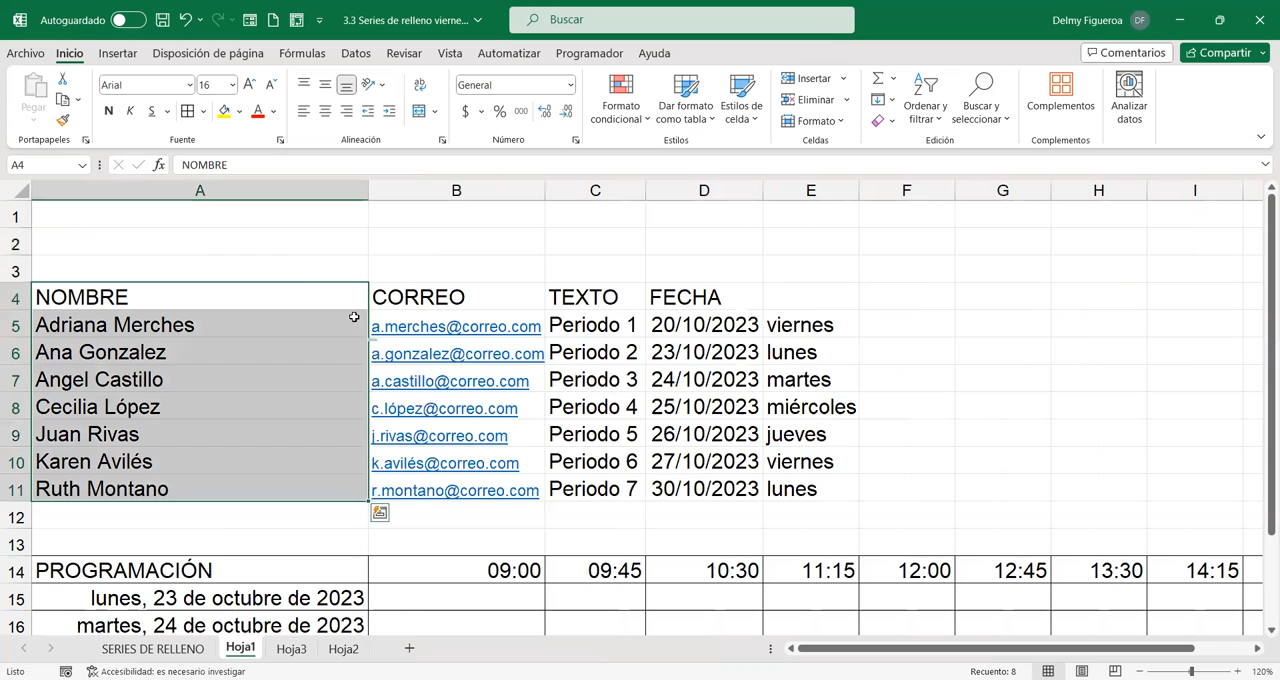 Autoguardado 3.3 Series de relleno vierne... Buscar Delmy Figueroa DF
Archivo Inicio Insertar Disposición de página Fórmulas Datos Revisar Vista Automatizar Programador Ayuda Comentarios Compartir
Pegar
Portapapeles
Arial 16
N K S
Fuente
Alineación
General
$ % 000
Número
Formato condicional
Dar formato como tabla
Estilos de celda
Estilos
Insertar
Eliminar
Formato
Celdas
Ordenar y filtrar
Buscar y seleccionar
Edición
Complementos
Complementos
Analizar datos
A4 fx NOMBRE
A B C D E F G H I
1
2
3
4 NOMBRE CORREO TEXTO FECHA
5 Adriana Merches a.merches@correo.com Periodo 1 20/10/2023 viernes
6 Ana Gonzalez a.gonzalez@correo.com Periodo 2 23/10/2023 lunes
7 Angel Castillo a.castillo@correo.com Periodo 3 24/10/2023 martes
8 Cecilia López c.lópez@correo.com Periodo 4 25/10/2023 miércoles
9 Juan Rivas j.rivas@correo.com Periodo 5 26/10/2023 jueves
10 Karen Avilés k.avilés@correo.com Periodo 6 27/10/2023 viernes
11 Ruth Montano r.montano@correo.com Periodo 7 30/10/2023 lunes
12
13
14 PROGRAMACIÓN 09:00 09:45 10:30 11:15 12:00 12:45 13:30 14:15
15 lunes, 23 de octubre de 2023
16 martes, 24 de octubre de 2023
SERIES DE RELLENO Hoja1 Hoja3 Hoja2
Listo Accesibilidad: es necesario investigar Recuento: 8 120%